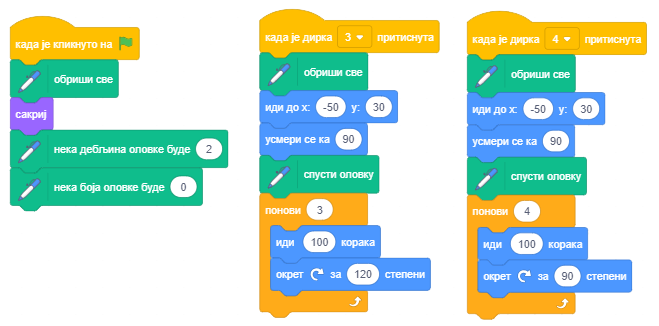 када је кликнуто на
обриши све
сакриј
нека дебљина оловке буде 2
нека боја оловке буде 0
када је дирка 3 притиснута
обриши све
иди до x: -50 y: 30
усмери се ка 90
спусти оловку
понови 3
иди 100 корака
окрет за 120 степени
када је дирка 4 притиснута
обриши све
иди до x: -50 y: 30
усмери се ка 90
спусти оловку
понови 4
иди 100 корака
окрет за 90 степени